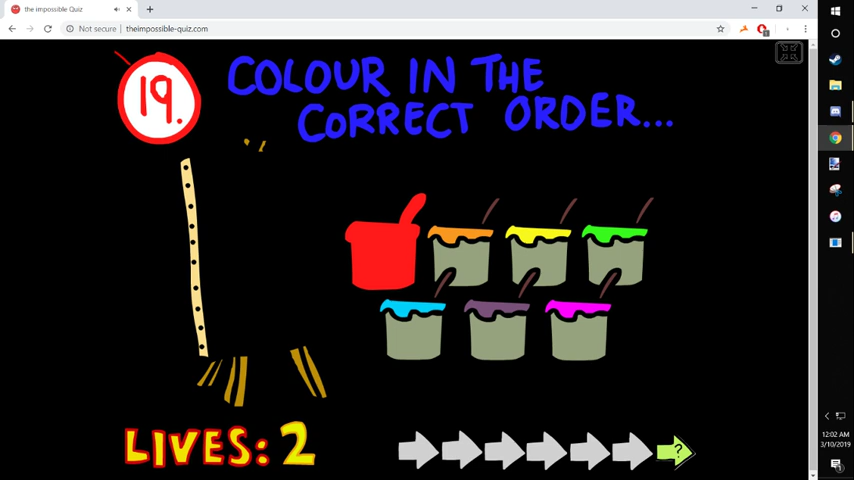 the Impossible Quiz
Not secure | theimpossible-quiz.com
19.
COLOUR IN THE
CORRECT ORDER...
LIVES: 2
?
12:02 AM
3/10/2019